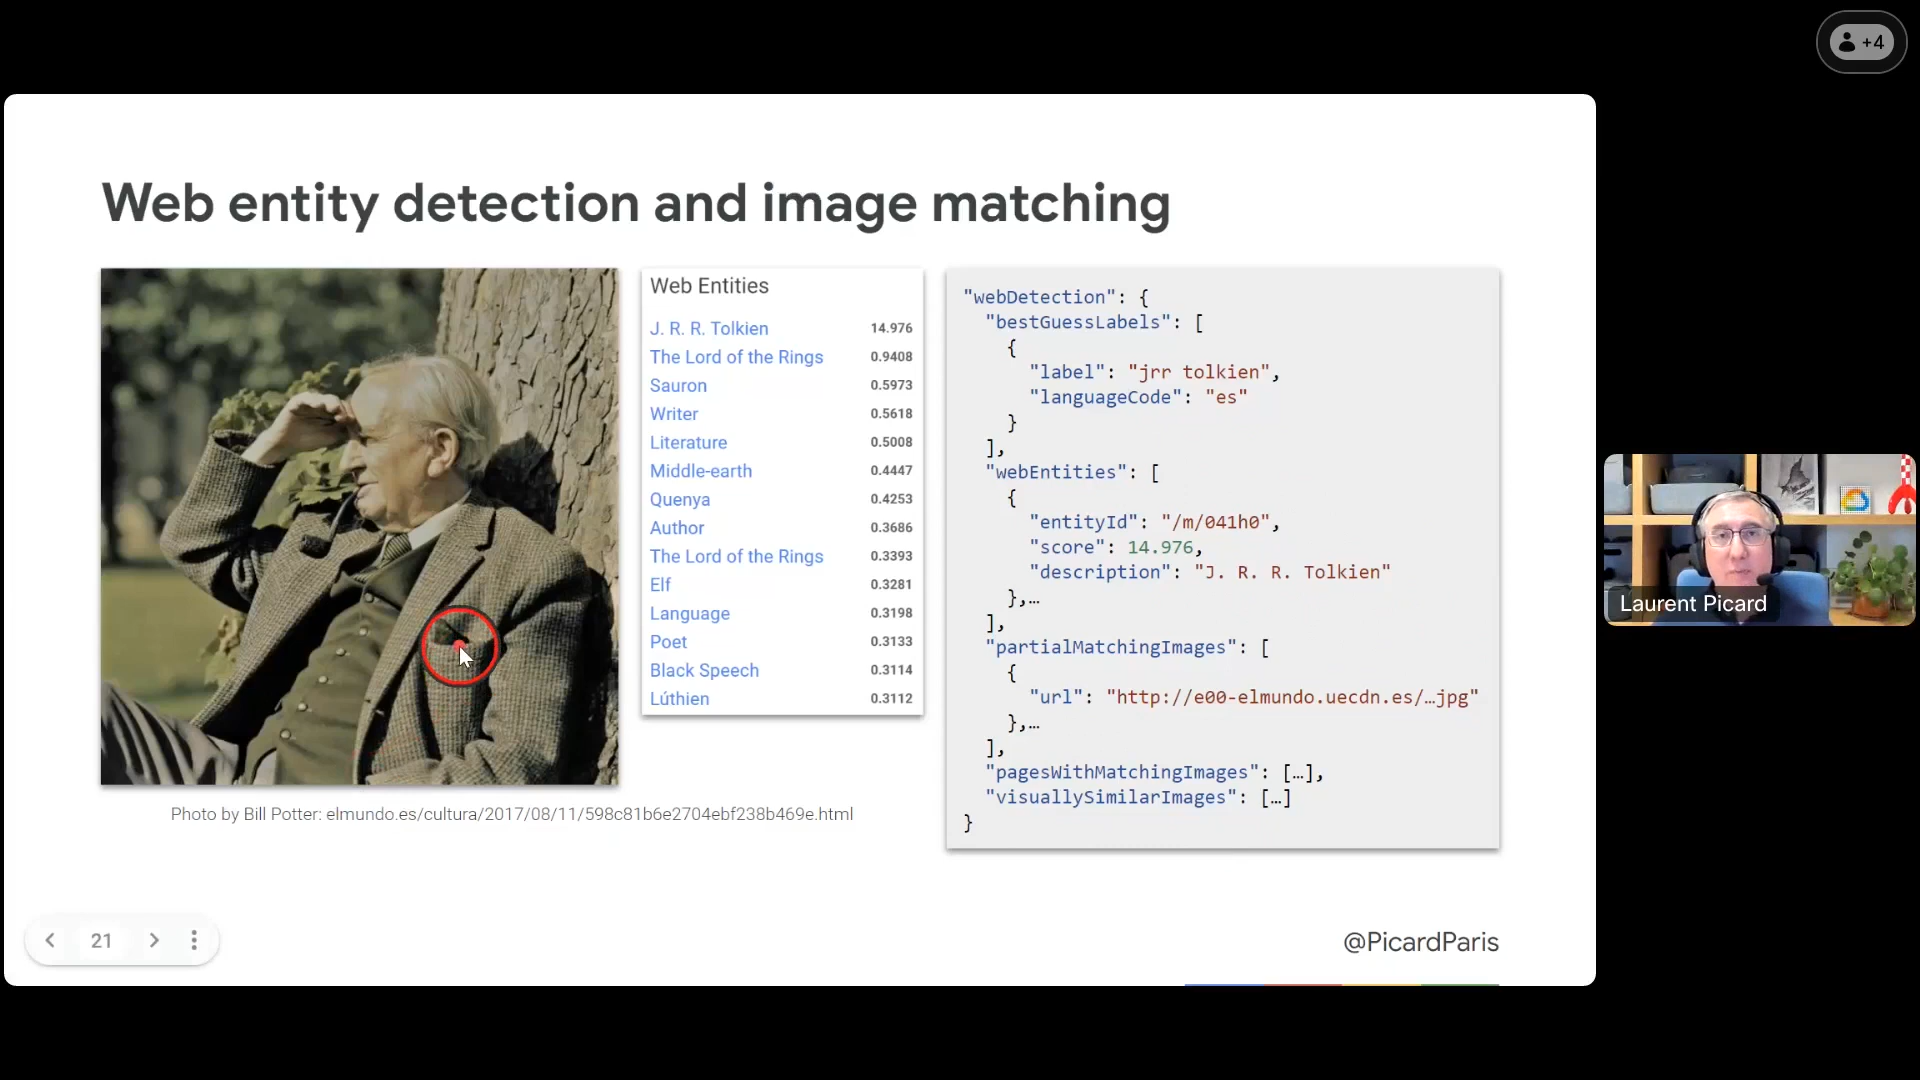 +4
Web entity detection and image matching
Web Entities
J. R. R. Tolkien 14.976
The Lord of the Rings 0.9408
Sauron 0.5973
Writer 0.5618
Literature 0.5008
Middle-earth 0.4447
Quenya 0.4253
Author 0.3686
The Lord of the Rings 0.3393
Elf 0.3281
Language 0.3198
Poet 0.3133
Black Speech 0.3114
Lúthien 0.3112
"webDetection": {
"bestGuessLabels": [
{
"label": "jrr tolkien",
"languageCode": "es"
}
],
"webEntities": [
{
"entityId": "/m/041h0",
"score": 14.976,
"description": "J. R. R. Tolkien"
},…
],
"partialMatchingImages": [
{
"url": "http://e00-elmundo.uecdn.es/…jpg"
},…
],
"pagesWithMatchingImages": […],
"visuallySimilarImages": […]
}
Photo by Bill Potter: elmundo.es/cultura/2017/08/11/598c81b6e2704ebf238b469e.html
21
@PicardParis
Laurent Picard